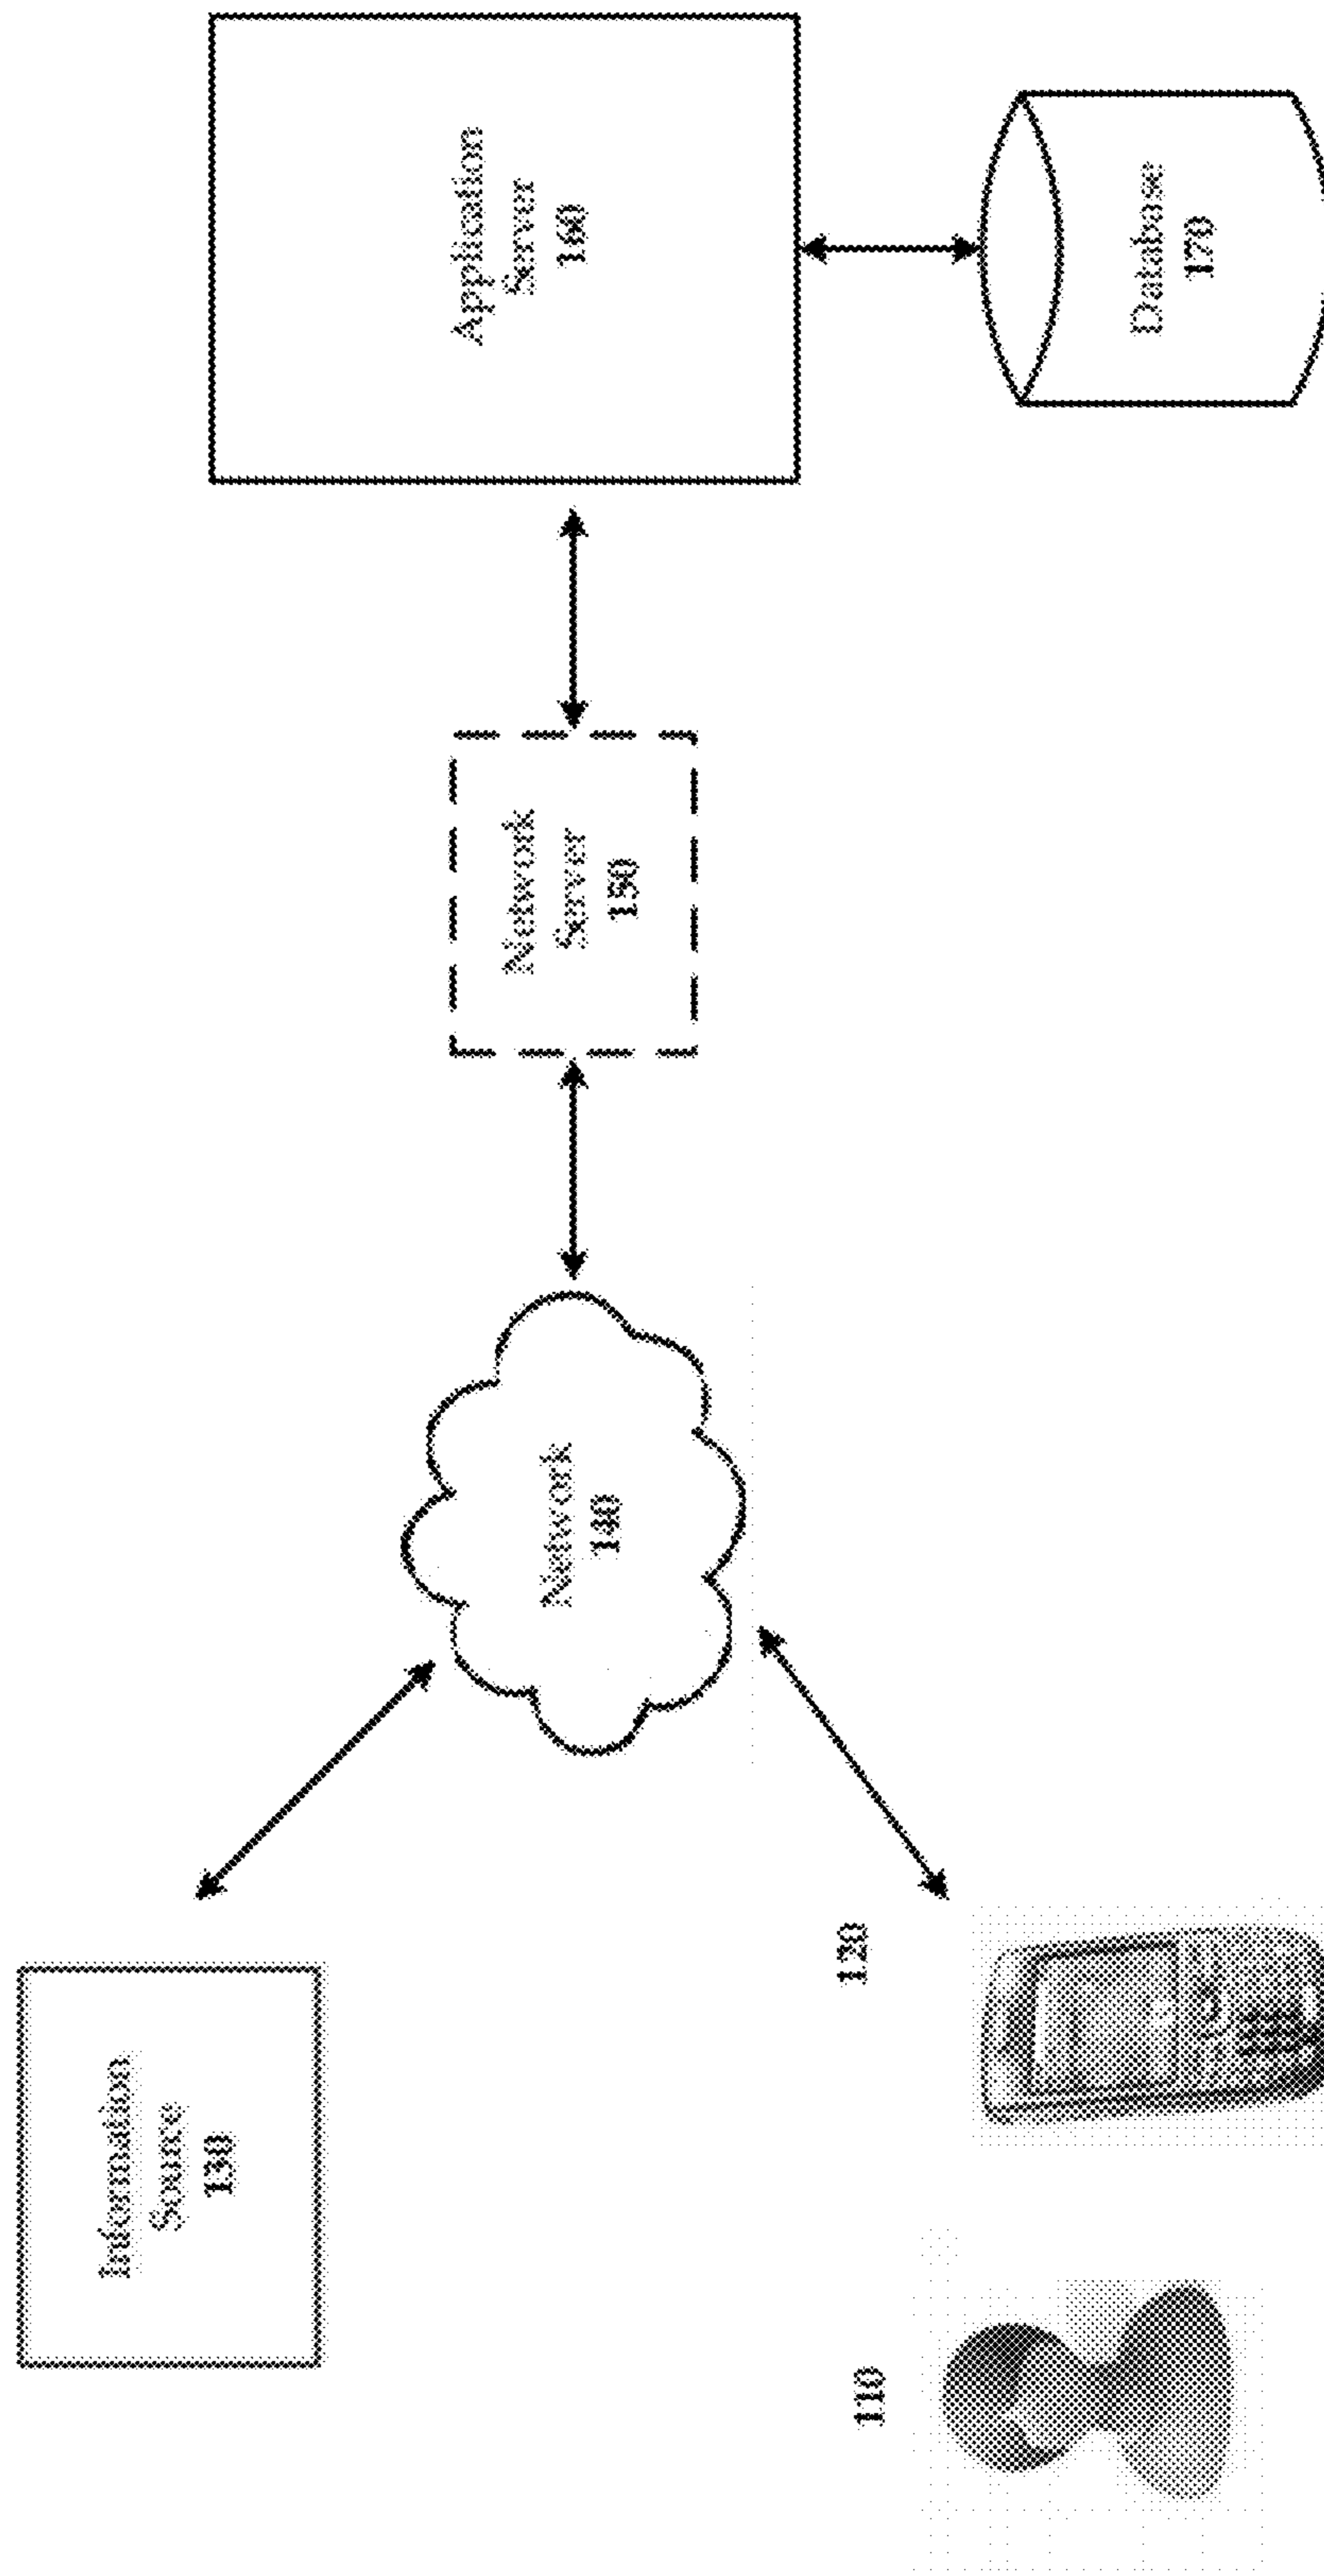 Information
Source
130
110
120
Network
140
Network
Server
150
Application
Server
160
Database
170